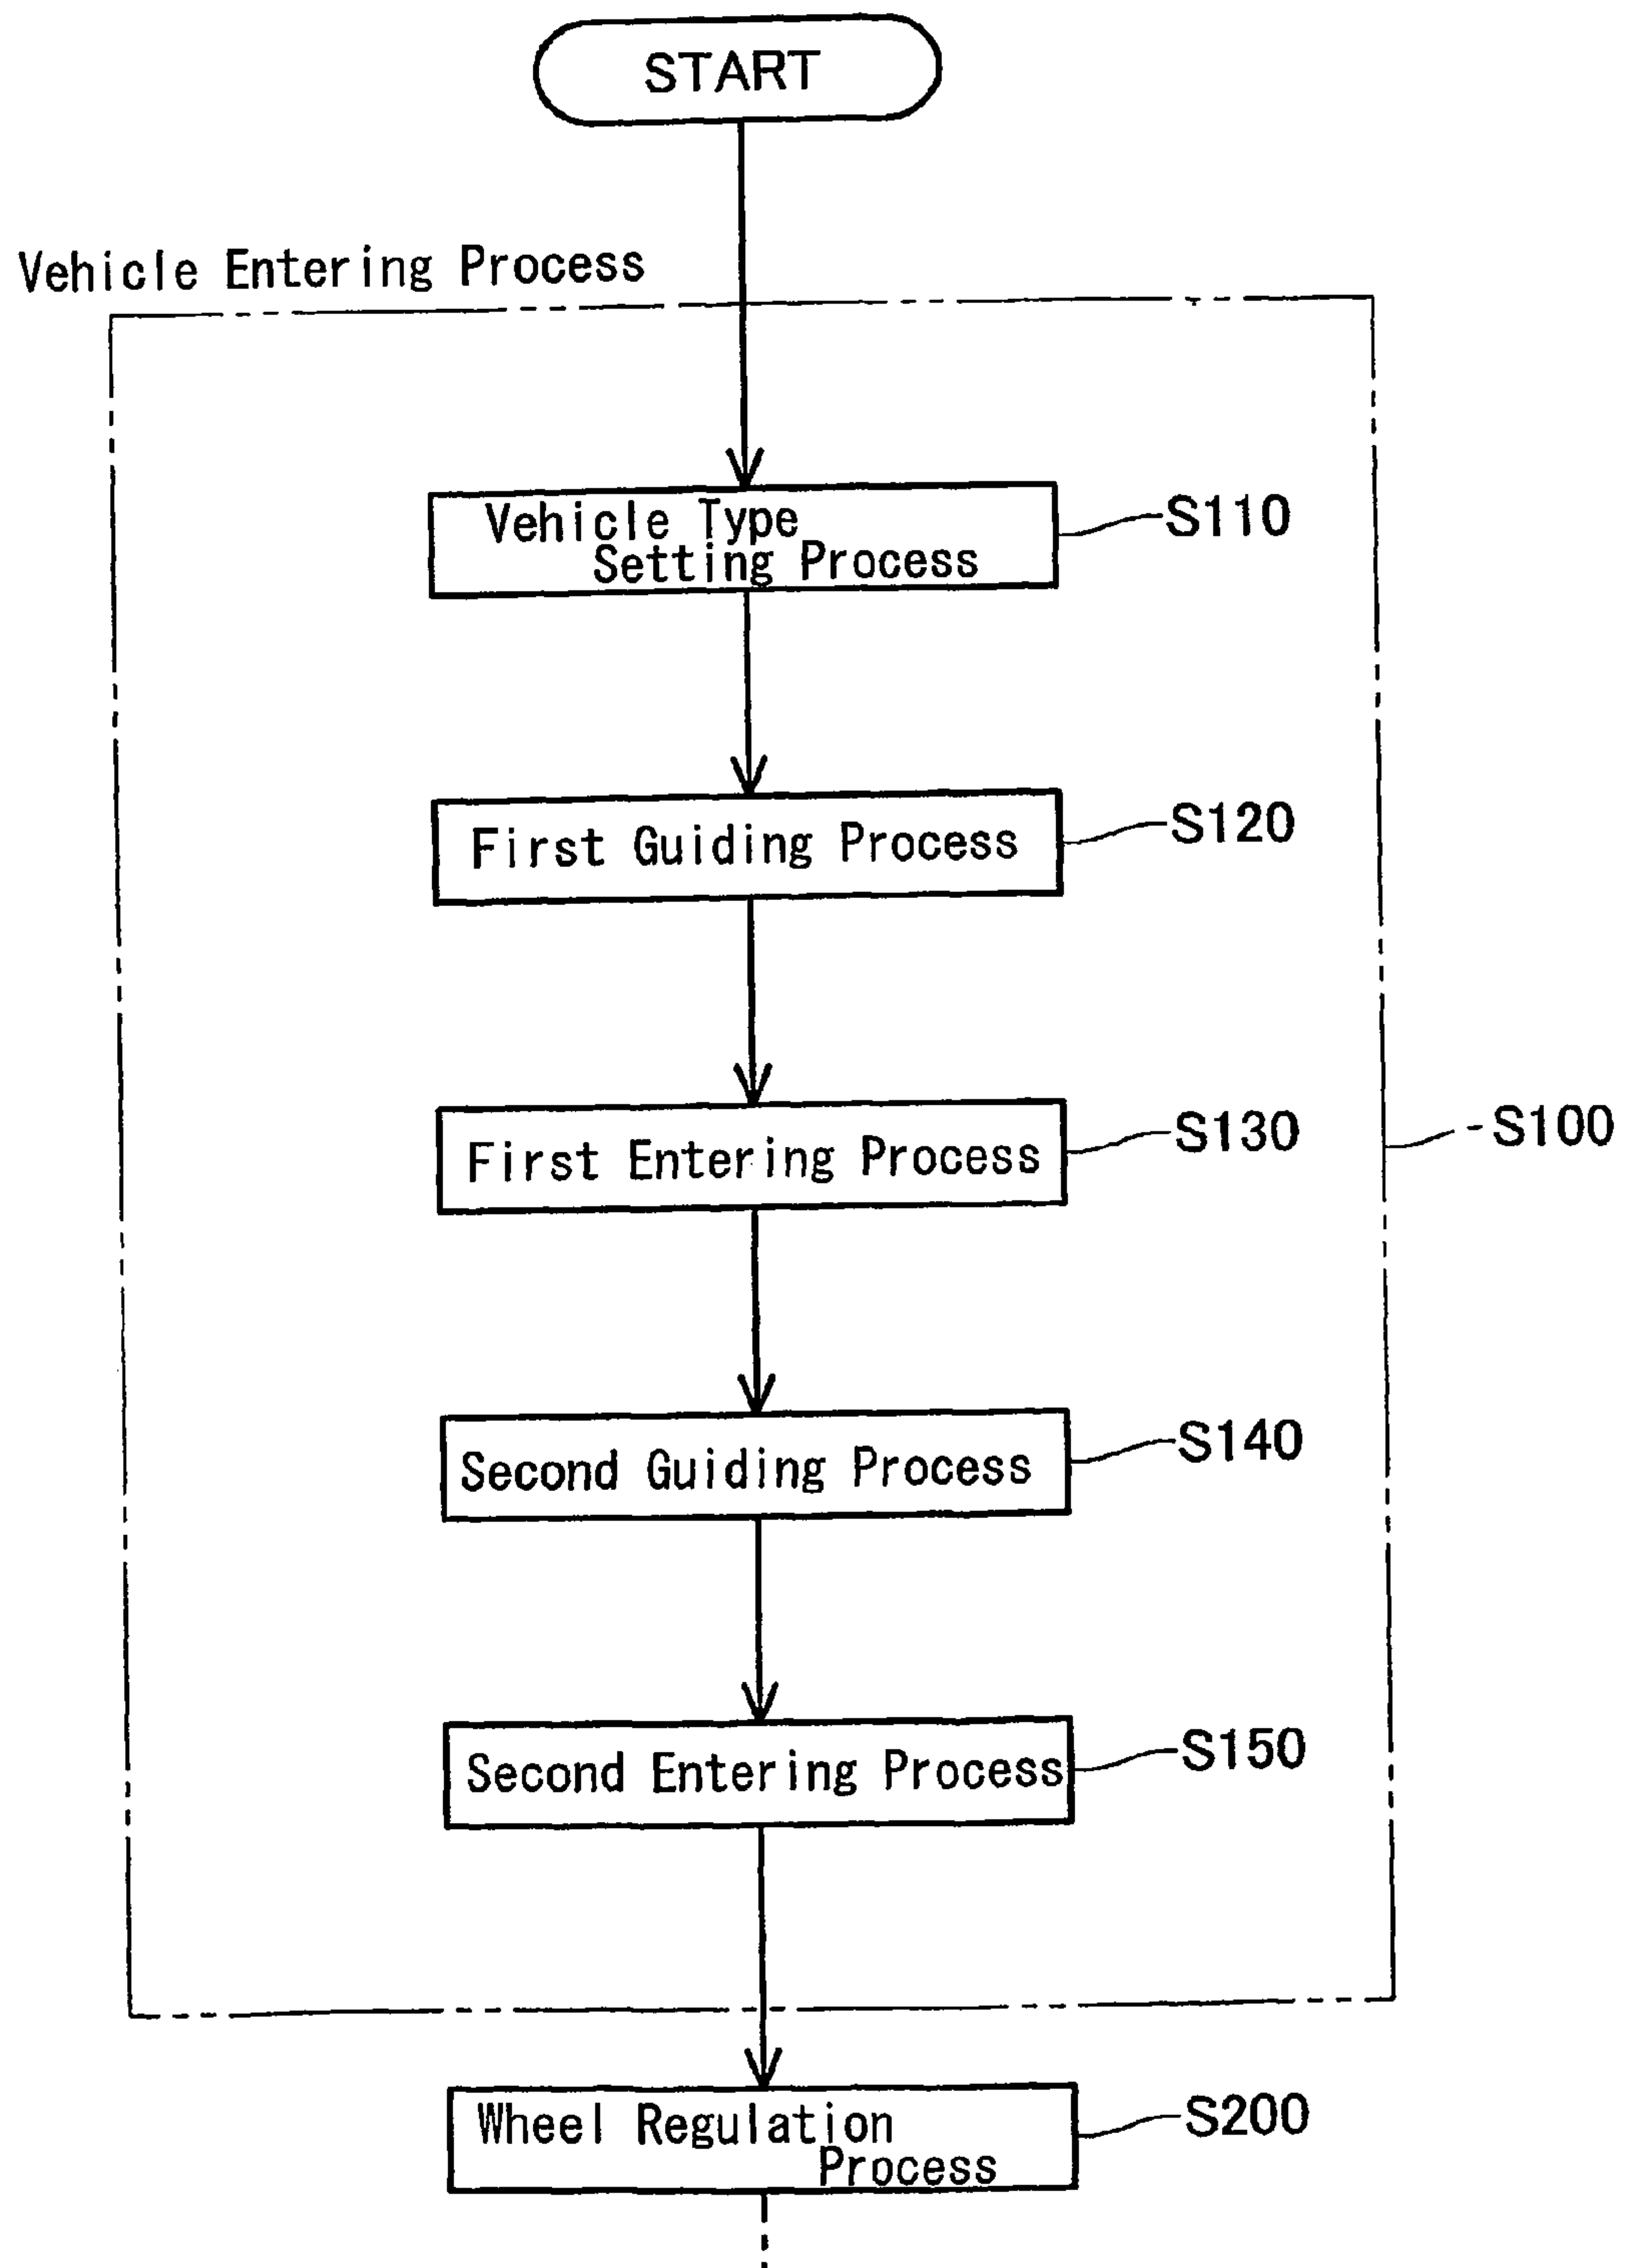 START
Vehicle Entering Process
Vehicle Type
Setting Process
S110
First Guiding Process
S120
First Entering Process
S130
S100
Second Guiding Process
S140
Second Entering Process
S150
Wheel Regulation
Process
S200